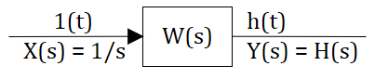 1(t)
X(s) = 1/s
W(s)
h(t)
Y(s) = H(s)